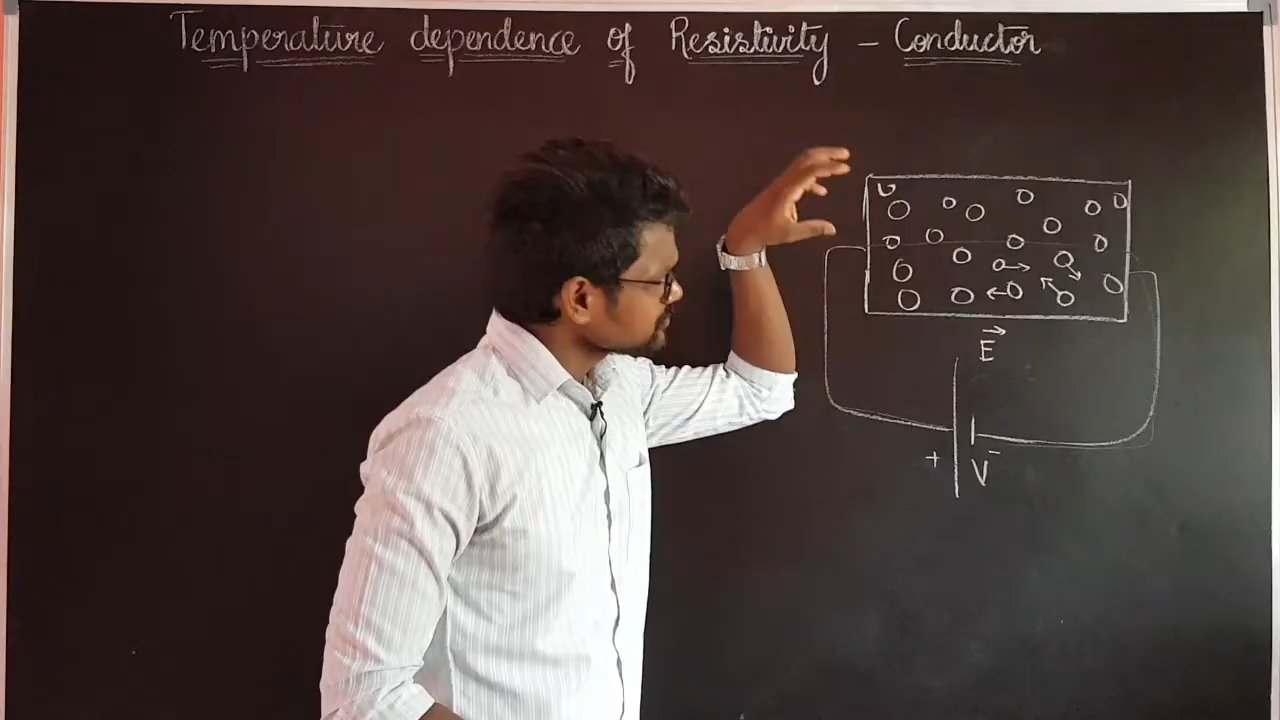 Temperature dependence of Resistivity - Conductor
E
+ V -